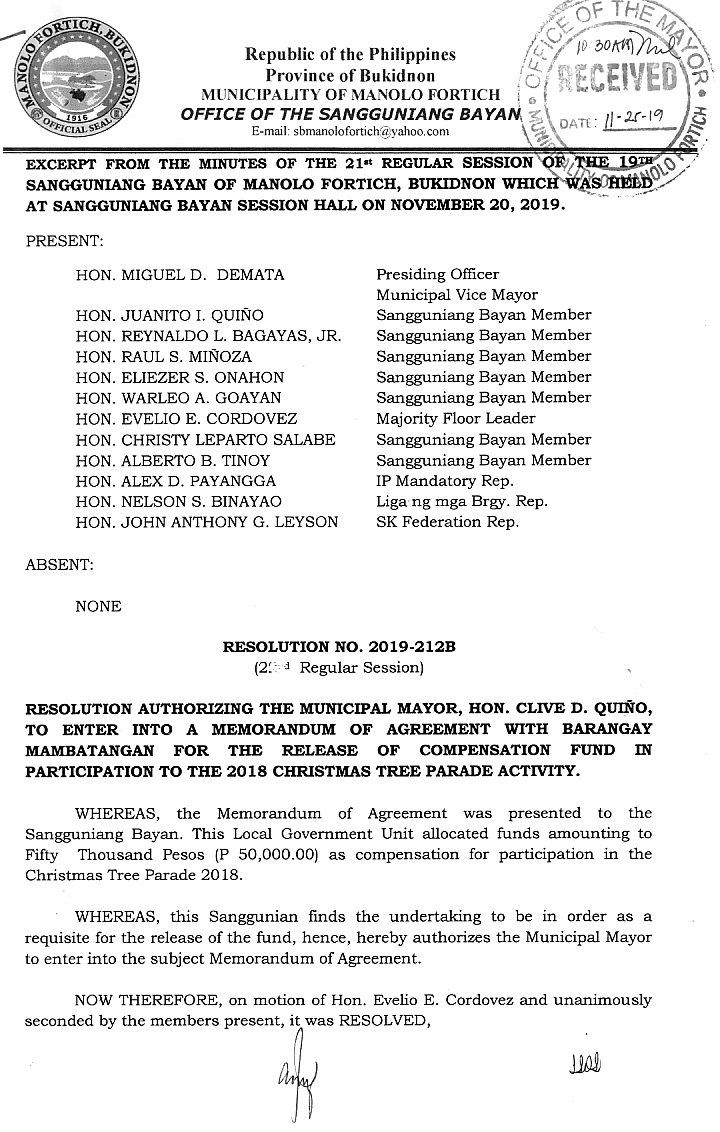 MANOLO FORTICH, BUKIDNON
1916
OFFICIAL SEAL
Republic of the Philippines
Province of Bukidnon
MUNICIPALITY OF MANOLO FORTICH
OFFICE OF THE SANGGUNIANG BAYAN
E-mail: sbmanolofortich@yahoo.com
OFFICE OF THE MAYOR
10:30AM
RECEIVED
DATE: 11-25-19
MUNICIPALITY OF MANOLO FORTICH
EXCERPT FROM THE MINUTES OF THE 21st REGULAR SESSION OF THE 19TH
SANGGUNIANG BAYAN OF MANOLO FORTICH, BUKIDNON WHICH WAS HELD
AT SANGGUNIANG BAYAN SESSION HALL ON NOVEMBER 20, 2019.
PRESENT:
HON. MIGUEL D. DEMATA Presiding Officer
Municipal Vice Mayor
HON. JUANITO I. QUIÑO Sangguniang Bayan Member
HON. REYNALDO L. BAGAYAS, JR. Sangguniang Bayan Member
HON. RAUL S. MIÑOZA Sangguniang Bayan Member
HON. ELIEZER S. ONAHON Sangguniang Bayan Member
HON. WARLEO A. GOAYAN Sangguniang Bayan Member
HON. EVELIO E. CORDOVEZ Majority Floor Leader
HON. CHRISTY LEPARTO SALABE Sangguniang Bayan Member
HON. ALBERTO B. TINOY Sangguniang Bayan Member
HON. ALEX D. PAYANGGA IP Mandatory Rep.
HON. NELSON S. BINAYAO Liga ng mga Brgy. Rep.
HON. JOHN ANTHONY G. LEYSON SK Federation Rep.
ABSENT:
NONE
RESOLUTION NO. 2019-212B
Regular Session)
RESOLUTION AUTHORIZING THE MUNICIPAL MAYOR, HON. CLIVE D. QUIÑO,
TO ENTER INTO A MEMORANDUM OF AGREEMENT WITH BARANGAY
MAMBATANGAN FOR THE RELEASE OF COMPENSATION FUND IN
PARTICIPATION TO THE 2018 CHRISTMAS TREE PARADE ACTIVITY.
WHEREAS, the Memorandum of Agreement was presented to the
Sangguniang Bayan. This Local Government Unit allocated funds amounting to
Fifty Thousand Pesos (P 50,000.00) as compensation for participation in the
Christmas Tree Parade 2018.
WHEREAS, this Sanggunian finds the undertaking to be in order as a
requisite for the release of the fund, hence, hereby authorizes the Municipal Mayor
to enter into the subject Memorandum of Agreement.
NOW THEREFORE, on motion of Hon. Evelio E. Cordovez and unanimously
seconded by the members present, it was RESOLVED,